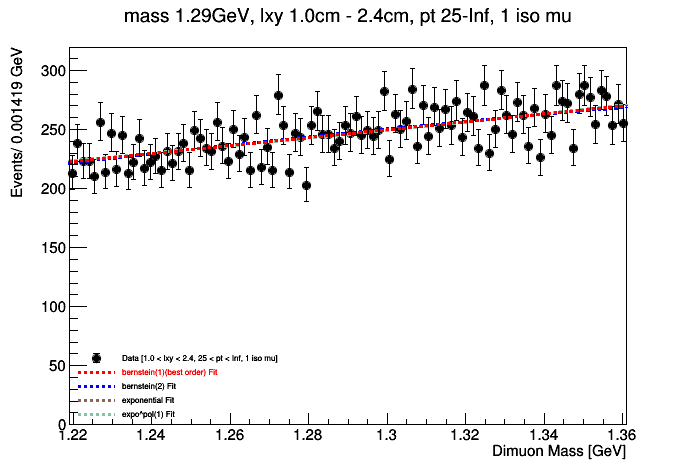 mass 1.29GeV, lxy 1.0cm - 2.4cm, pt 25-Inf, 1 iso mu
Events/ 0.001419 GeV
300
250
200
150
100
50
0
Data [1.0 < lxy < 2.4, 25 < pt < Inf, 1 iso mu]
bernstein(1)(best order) Fit
bernstein(2) Fit
exponential Fit
expo*pol(1) Fit
1.22 1.24 1.26 1.28 1.3 1.32 1.34 1.36
Dimuon Mass [GeV]